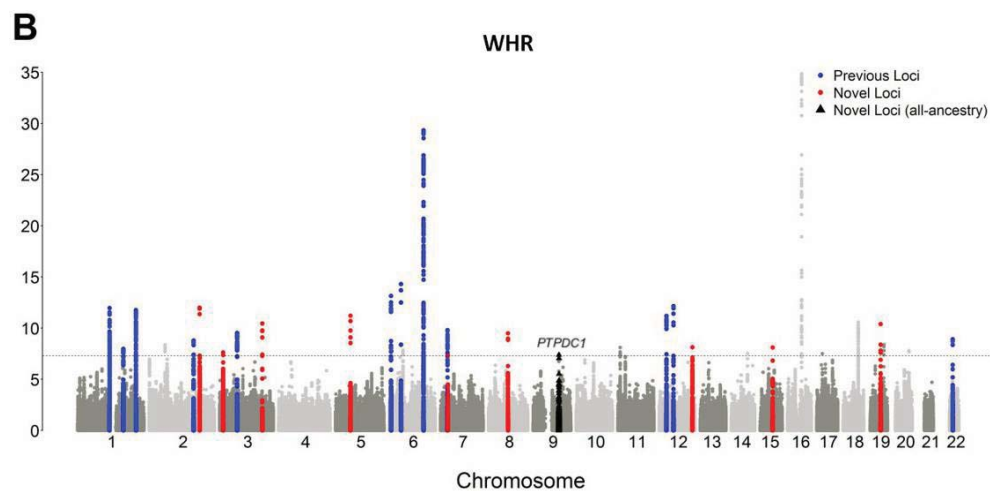 B
WHR
35
30
25
20
15
10
5
0
Previous Loci
Novel Loci
Novel Loci (all-ancestry)
PTPDC1
1 2 3 4 5 6 7 8 9 10 11 12 13 14 15 16 17 18 19 20 21 22
Chromosome